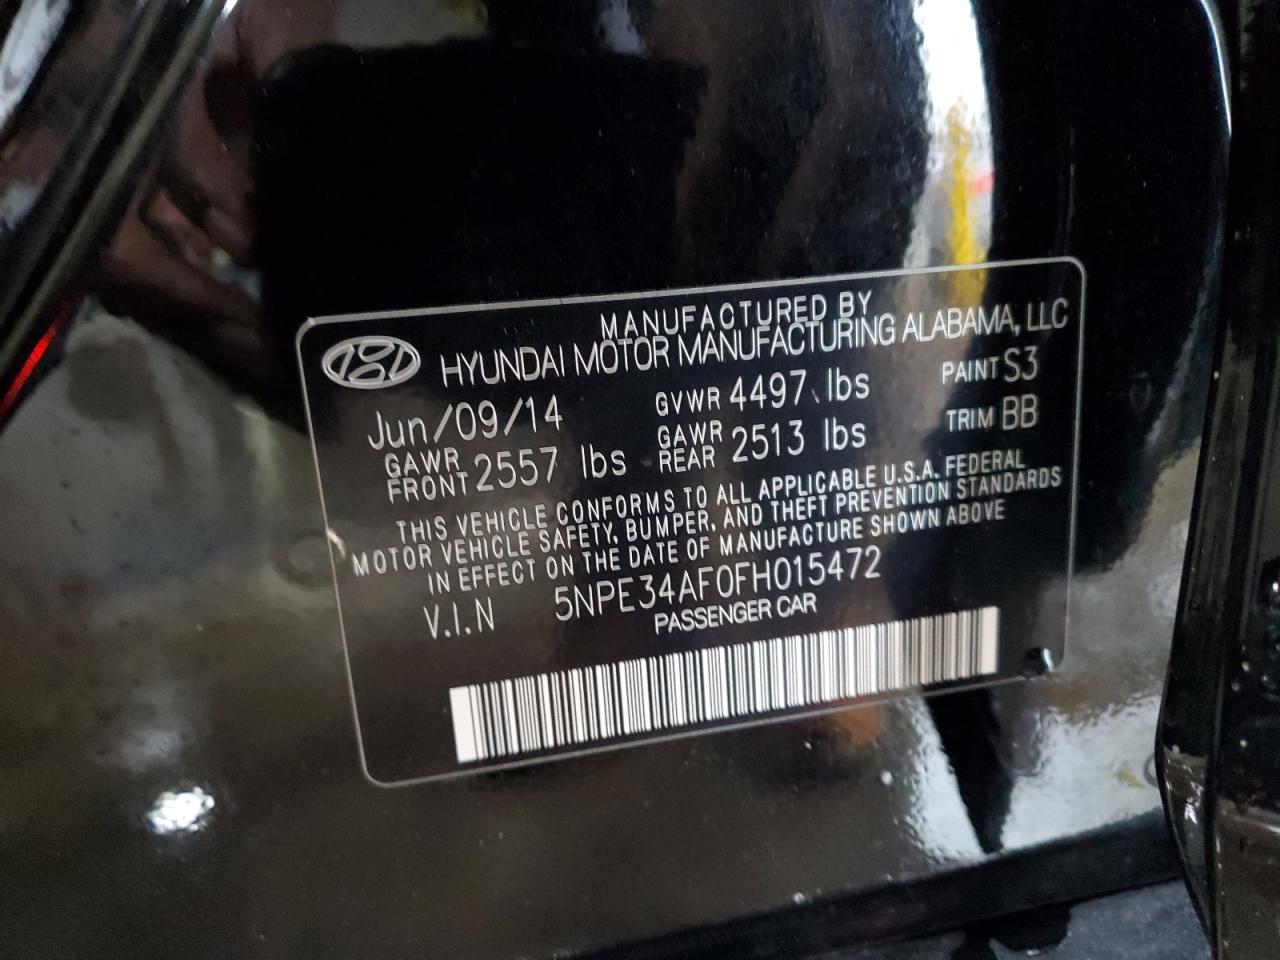 MANUFACTURED BY
HYUNDAI MOTOR MANUFACTURING ALABAMA, LLC
Jun/09/14 GVWR 4497 lbs PAINT S3
GAWR FRONT 2557 lbs GAWR REAR 2513 lbs TRIM BB
THIS VEHICLE CONFORMS TO ALL APPLICABLE U.S.A. FEDERAL
MOTOR VEHICLE SAFETY, BUMPER, AND THEFT PREVENTION STANDARDS
IN EFFECT ON THE DATE OF MANUFACTURE SHOWN ABOVE
V.I.N 5NPE34AF0FH015472
PASSENGER CAR